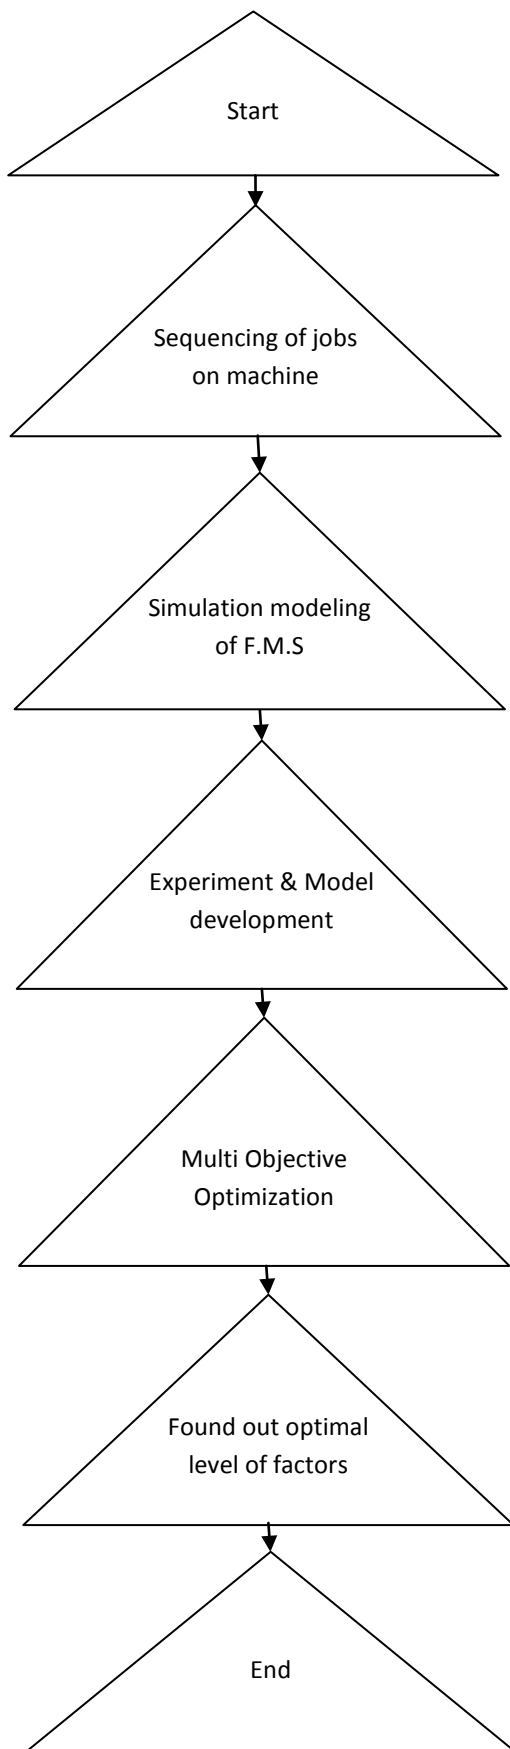 Start
Sequencing of jobs
on machine
Simulation modeling
of F.M.S
Experiment & Model
development
Multi Objective
Optimization
Found out optimal
level of factors
End